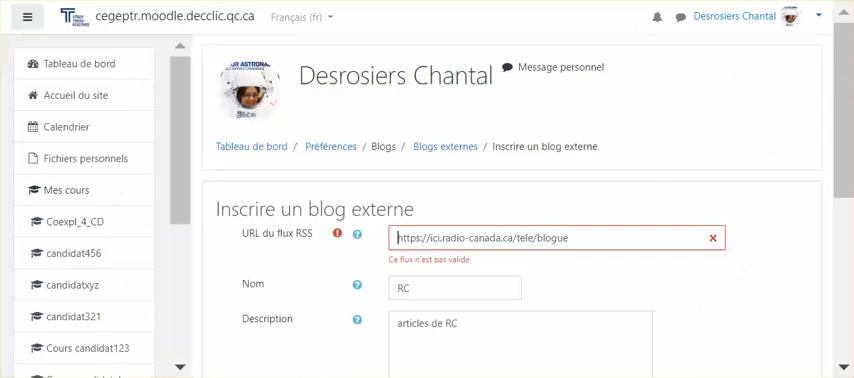 cegeptr.moodle.decclic.qc.ca Français (fr) Desrosiers Chantal
Tableau de bord
Accueil du site
Calendrier
Fichiers personnels
Mes cours
Coexpl_4_CD
candidat456
candidatxyz
candidat321
Cours candidat123
Desrosiers Chantal Message personnel
Tableau de bord / Préférences / Blogs / Blogs externes / Inscrire un blog externe
Inscrire un blog externe
URL du flux RSS https://ici.radio-canada.ca/tele/blogue
Ce flux n'est pas valide
Nom RC
Description articles de RC